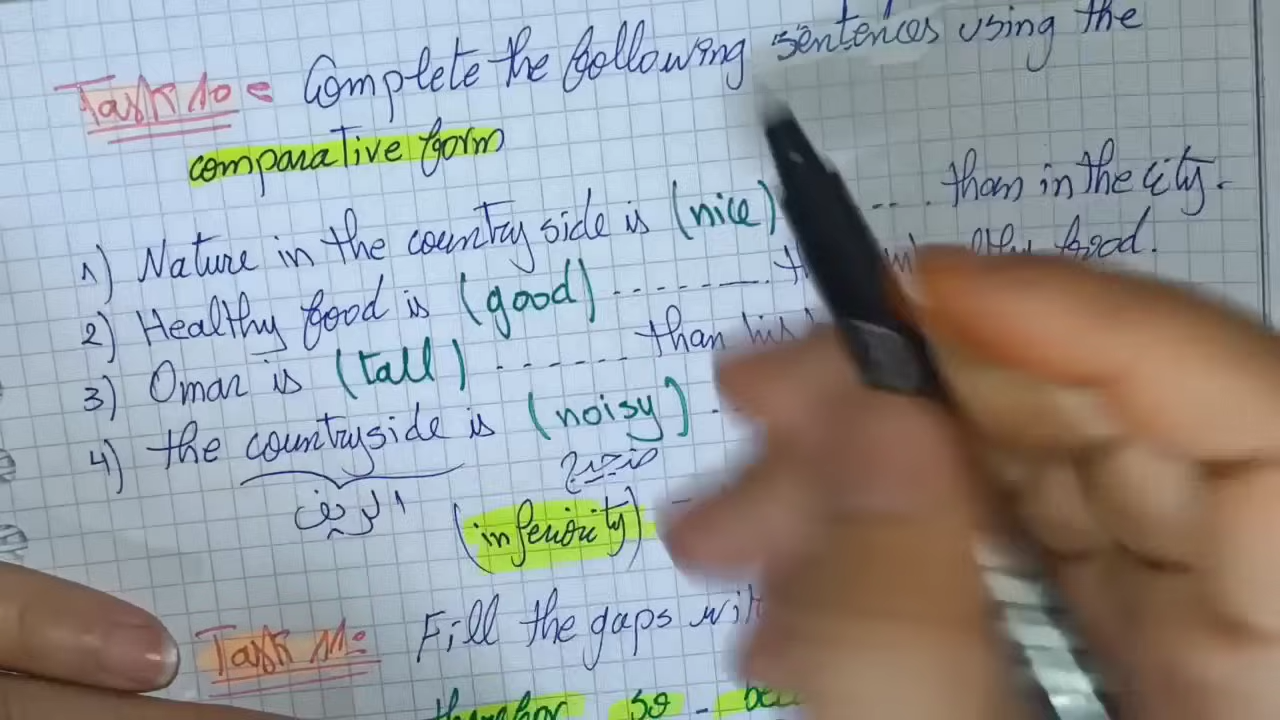 Task 10 = Complete the following sentences using the
comparative form
1) Nature in the countryside is (nice) .... than in the city.
2) Healthy food is (good) ------- food.
3) Omar is (tall) ------ than his
4) the countryside is (noisy) -
الريف ضجيج
(inferiority)
Task 11: Fill the gaps with
so -